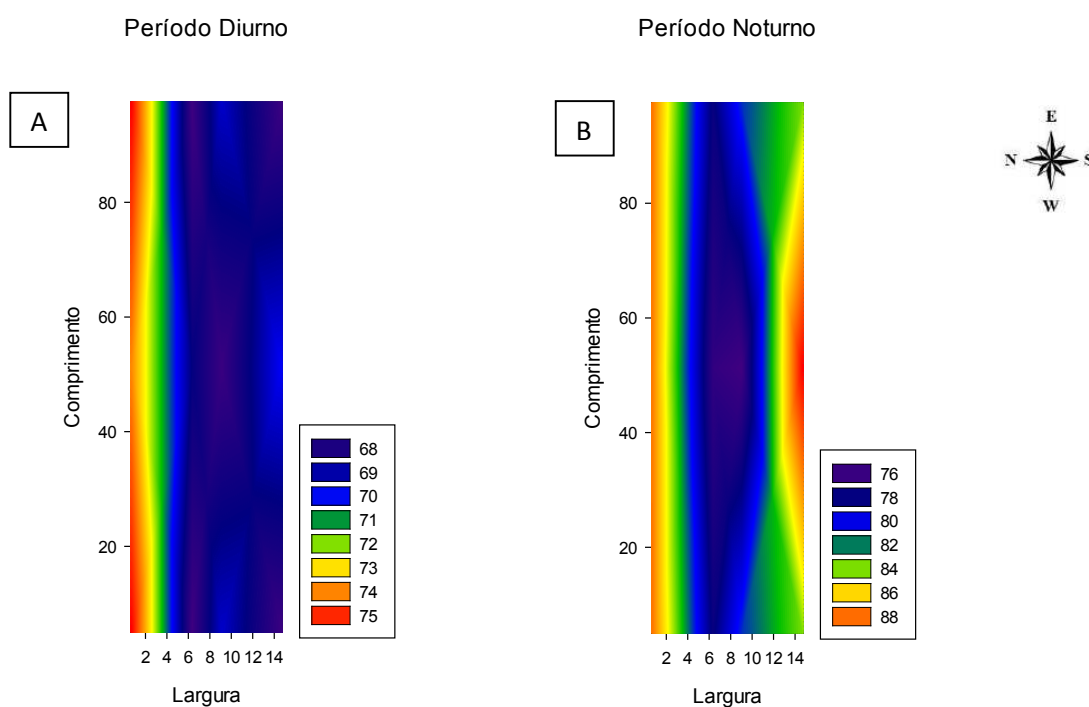 Período Diurno
Período Noturno
A
B
E
N S
W
80
60
40
20
Comprimento
2 4 6 8 10 12 14
Largura
68
69
70
71
72
73
74
75
80
60
40
20
Comprimento
2 4 6 8 10 12 14
Largura
76
78
80
82
84
86
88